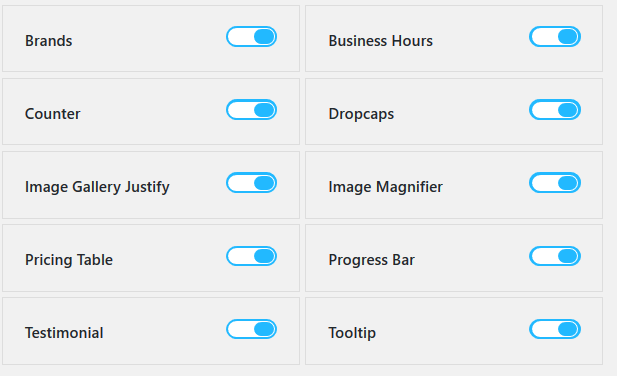 Brands
Business Hours
Counter
Dropcaps
Image Gallery Justify
Image Magnifier
Pricing Table
Progress Bar
Testimonial
Tooltip